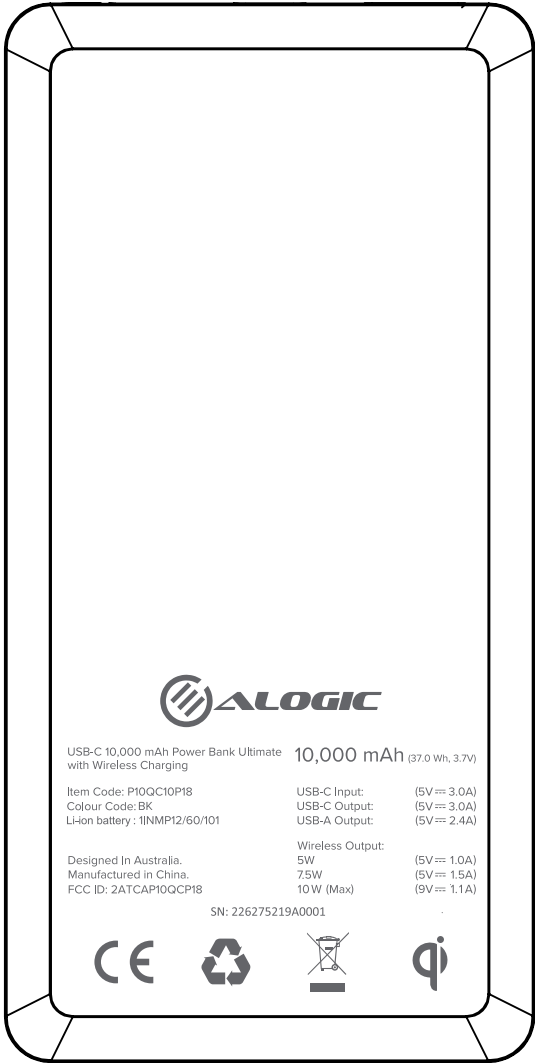 ALOGIC
USB-C 10,000 mAh Power Bank Ultimate
with Wireless Charging
10,000 mAh (37.0 Wh, 3.7V)
Item Code: P10QC10P18
Colour Code: BK
Li-ion battery : 1INMP12/60/101
USB-C Input: (5V⎓3.0A)
USB-C Output: (5V⎓3.0A)
USB-A Output: (5V⎓2.4A)
Wireless Output:
5W (5V⎓1.0A)
7.5W (5V⎓1.5A)
10W (Max) (9V⎓1.1A)
Designed In Australia.
Manufactured in China.
FCC ID: 2ATCAP10QCP18
SN: 226275219A0001
CE
qi